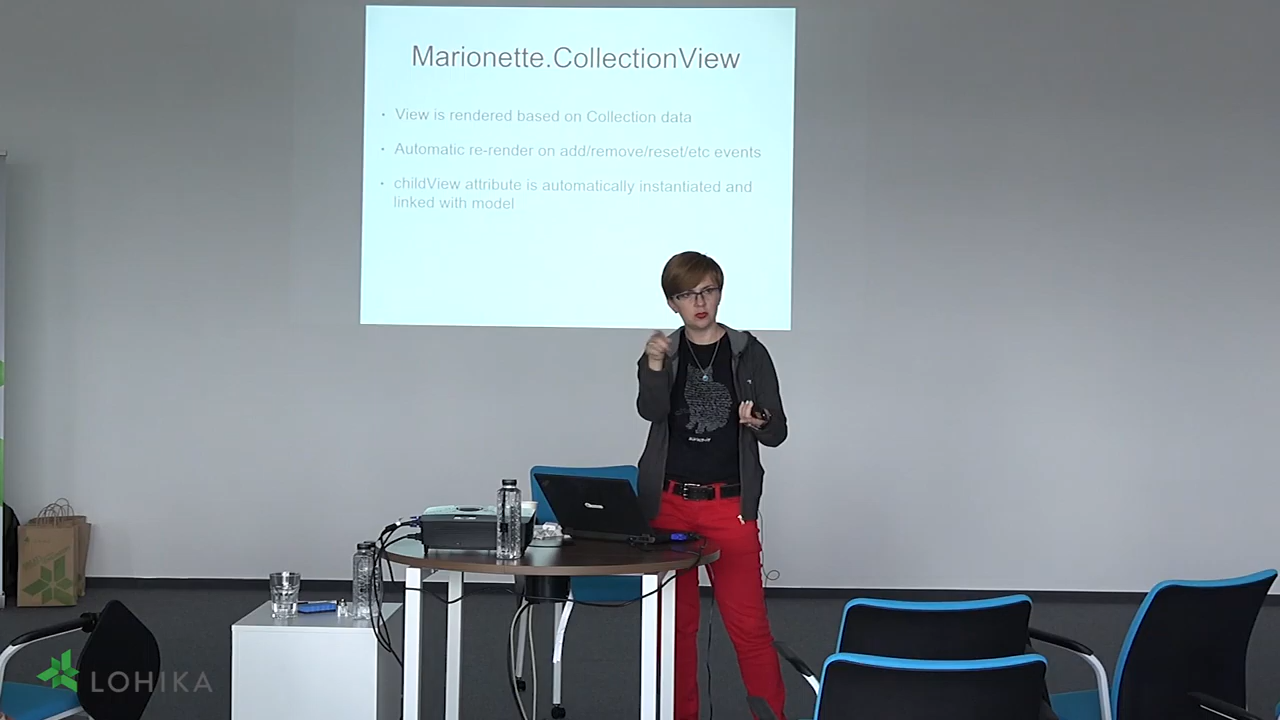 Marionette.CollectionView
• View is rendered based on Collection data
• Automatic re-render on add/remove/reset/etc events
• childView attribute is automatically instantiated and
linked with model
LOHIKA